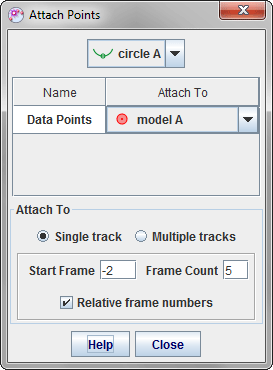 Attach Points
circle A
Name Attach To
Data Points model A
Attach To
Single track Multiple tracks
Start Frame -2 Frame Count 5
Relative frame numbers
Help Close